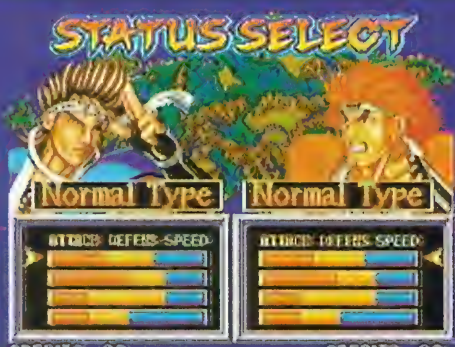 STATUS SELECT
Normal Type Normal Type
ATTACK DEFENS SPEED ATTACK DEFENS SPEED